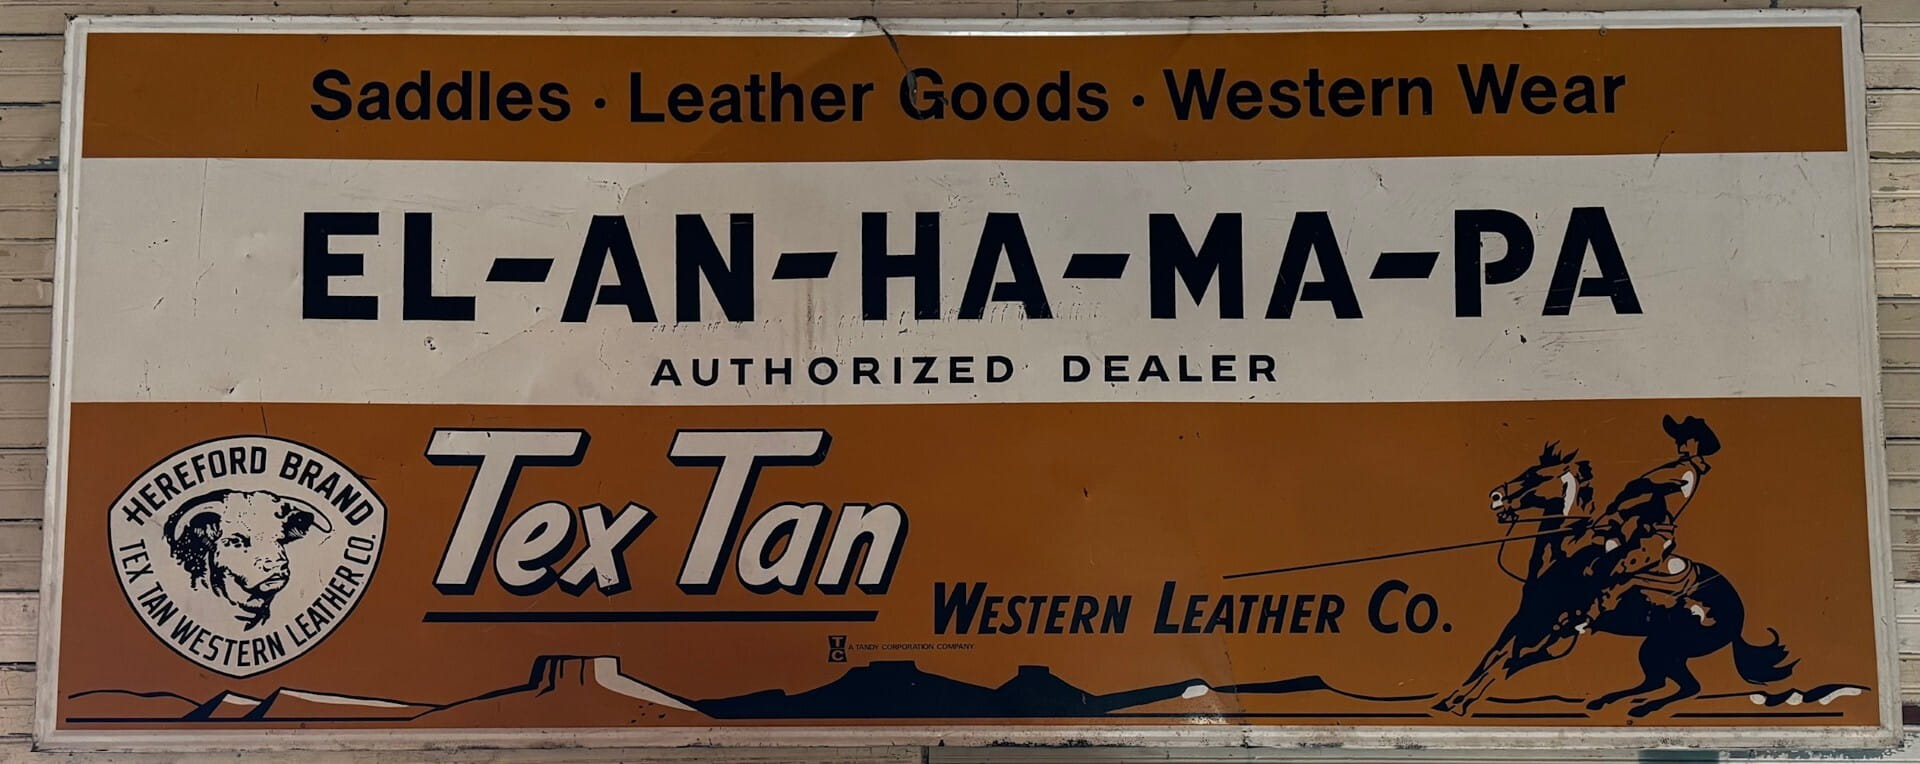 Saddles · Leather Goods · Western Wear
EL-AN-HA-MA-PA
AUTHORIZED DEALER
HEREFORD BRAND
TEX TAN WESTERN LEATHER CO.
Tex Tan
WESTERN LEATHER CO.
TC A TANDY CORPORATION COMPANY